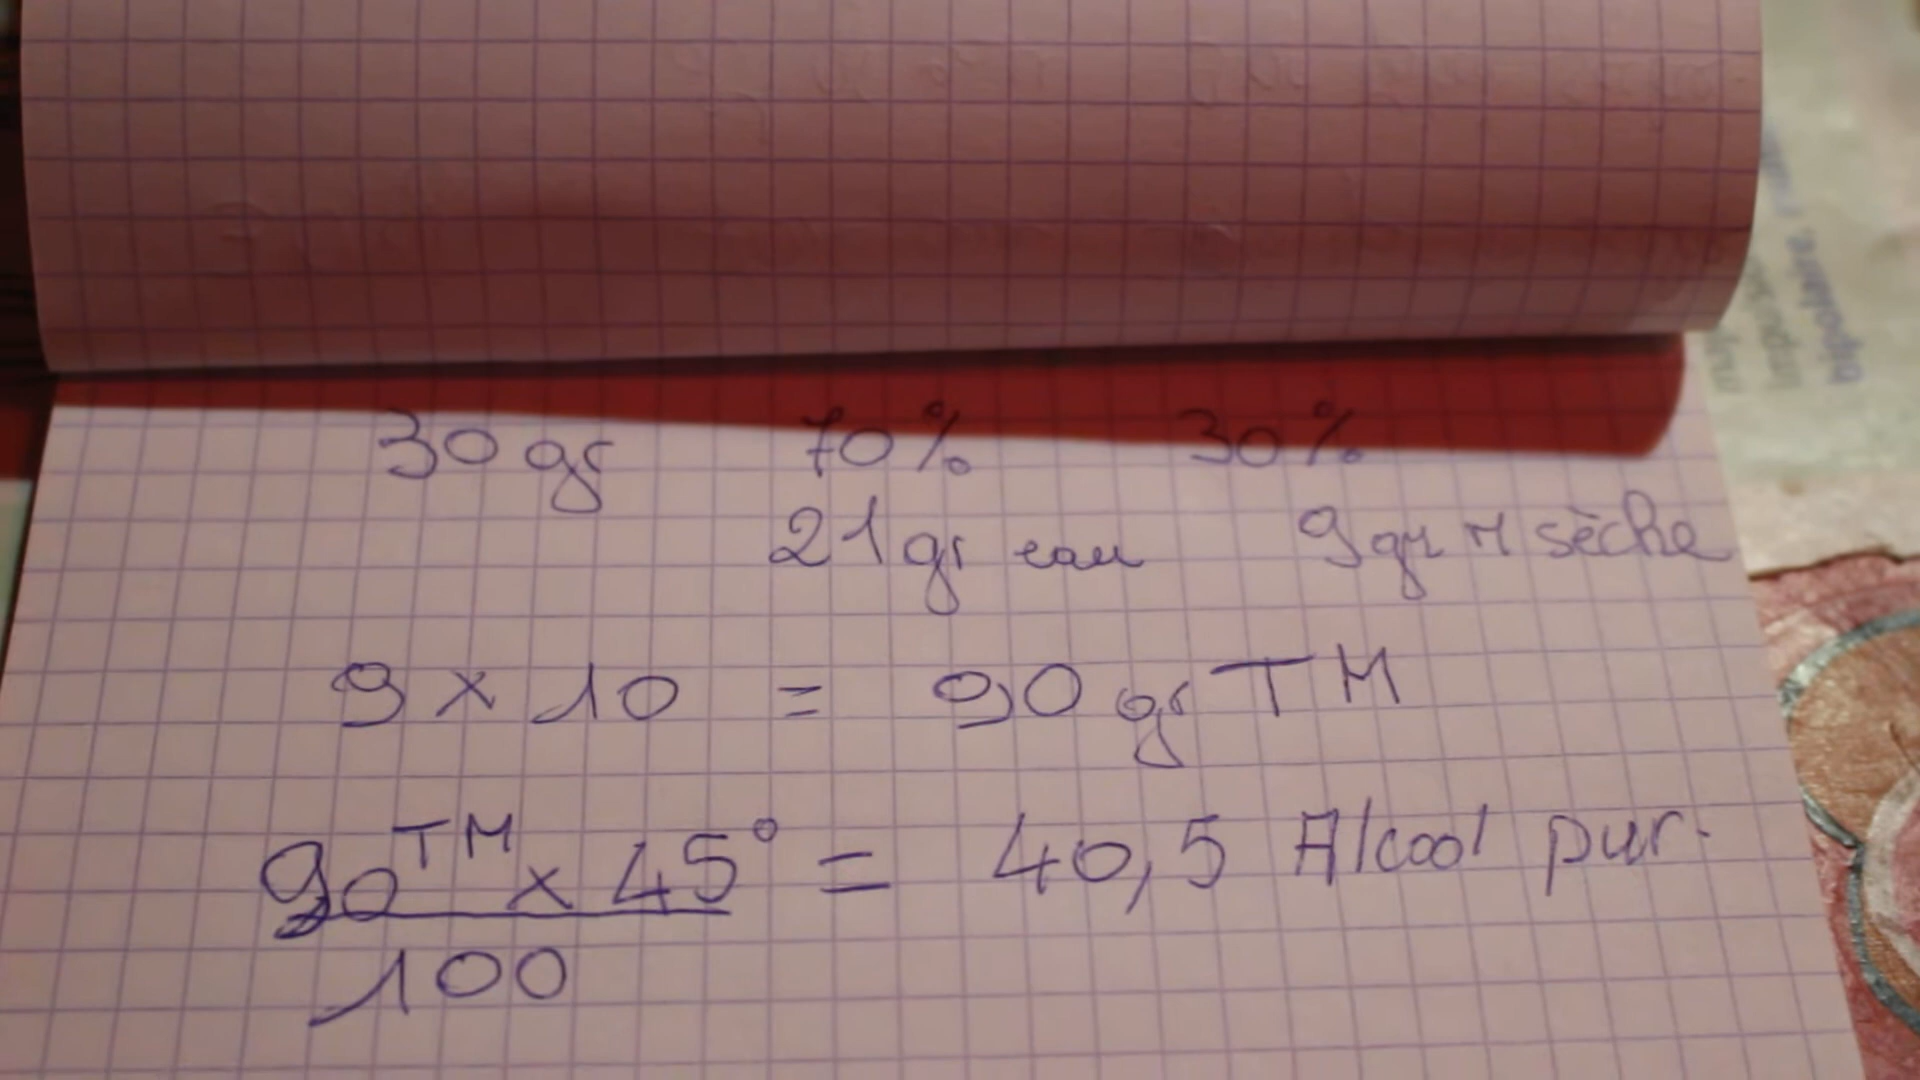 30 gr 70% 30%
21 gr eau 9 gr M sèche
9 x 10 = 90 gr TM
90 TM x 45° = 40,5 Alcool pur.
100
bipolaire.